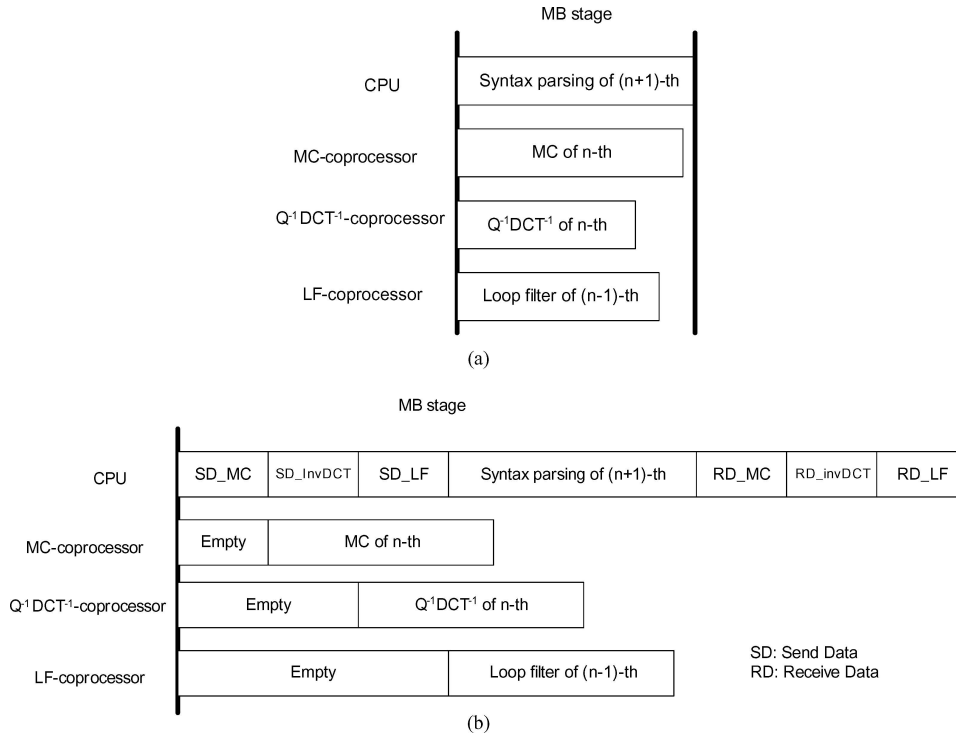 MB stage
CPU
Syntax parsing of (n+1)-th
MC-coprocessor
MC of n-th
Q⁻¹DCT⁻¹-coprocessor
Q⁻¹DCT⁻¹ of n-th
LF-coprocessor
Loop filter of (n-1)-th
(a)
MB stage
CPU
SD_MC
SD_InvDCT
SD_LF
Syntax parsing of (n+1)-th
RD_MC
RD_invDCT
RD_LF
MC-coprocessor
Empty
MC of n-th
Q⁻¹DCT⁻¹-coprocessor
Empty
Q⁻¹DCT⁻¹ of n-th
LF-coprocessor
Empty
Loop filter of (n-1)-th
SD: Send Data
RD: Receive Data
(b)